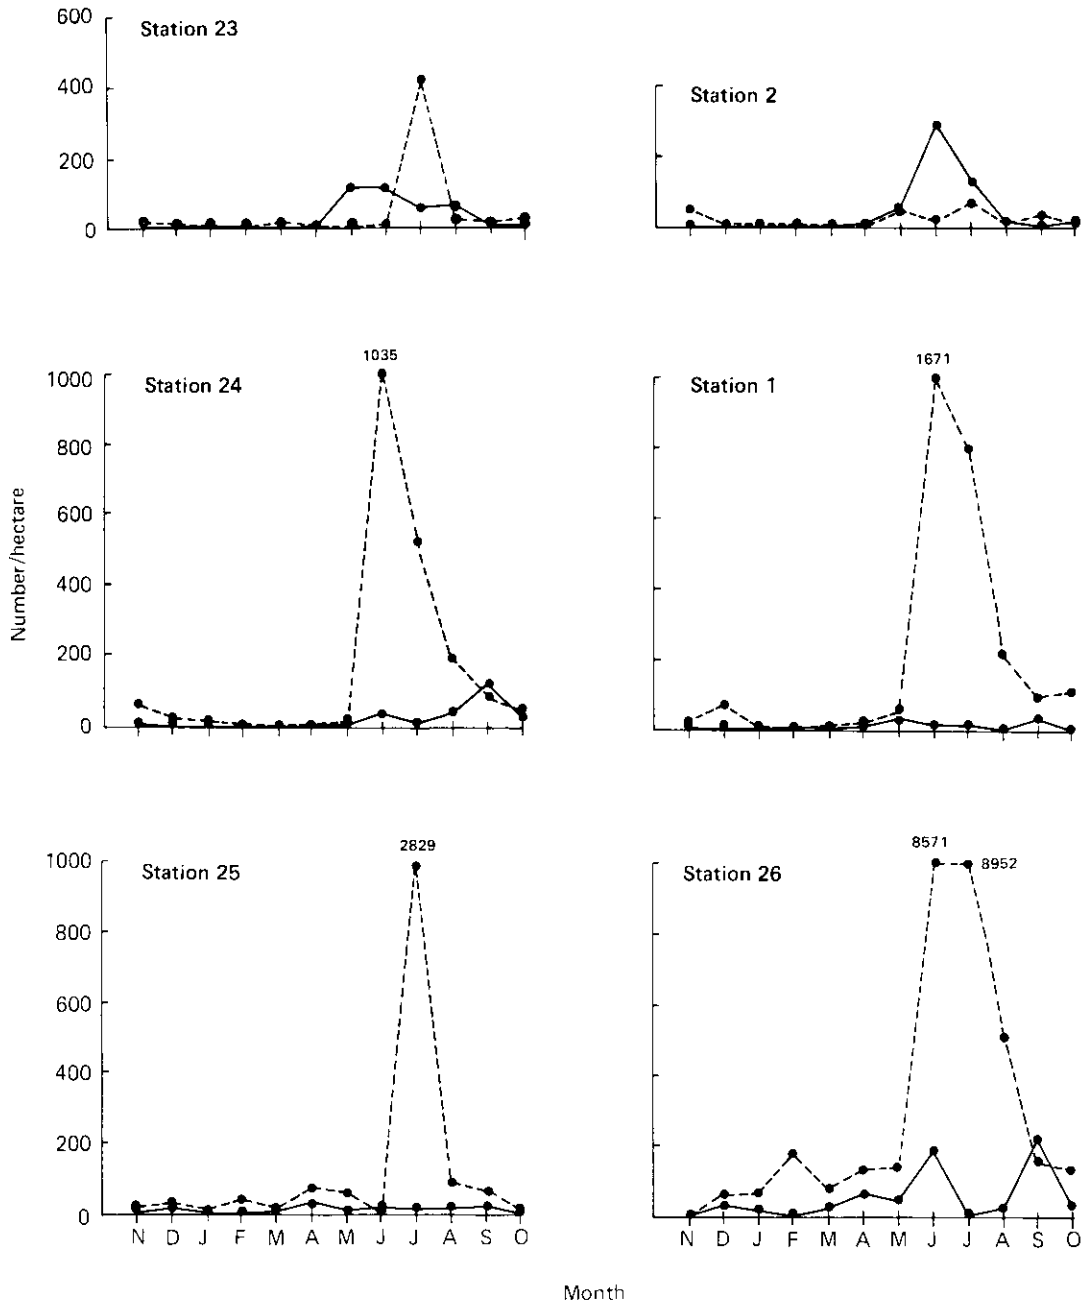 600
Station 23
400
200
0
Station 2
1035
1000
Station 24
800
600
400
200
0
1671
Station 1
Number/hectare
2829
1000
Station 25
800
600
400
200
0
N D J F M A M J J A S O
8571
8952
Station 26
N D J F M A M J J A S O
Month